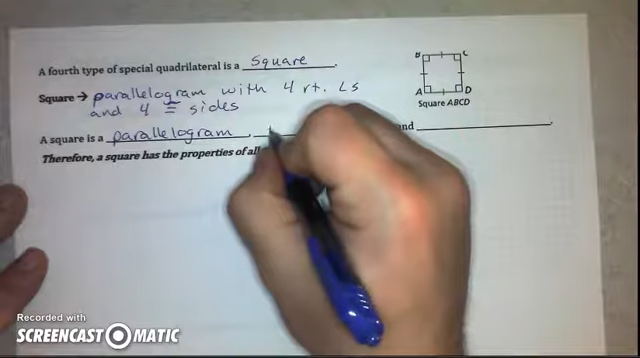 A fourth type of special quadrilateral is a square.
Square → parallelogram with 4 rt. ∠s
and 4 ≅ sides
B C
A D
Square ABCD
A square is a parallelogram, and
Therefore, a square has the properties of all
Recorded with
SCREENCAST O MATIC